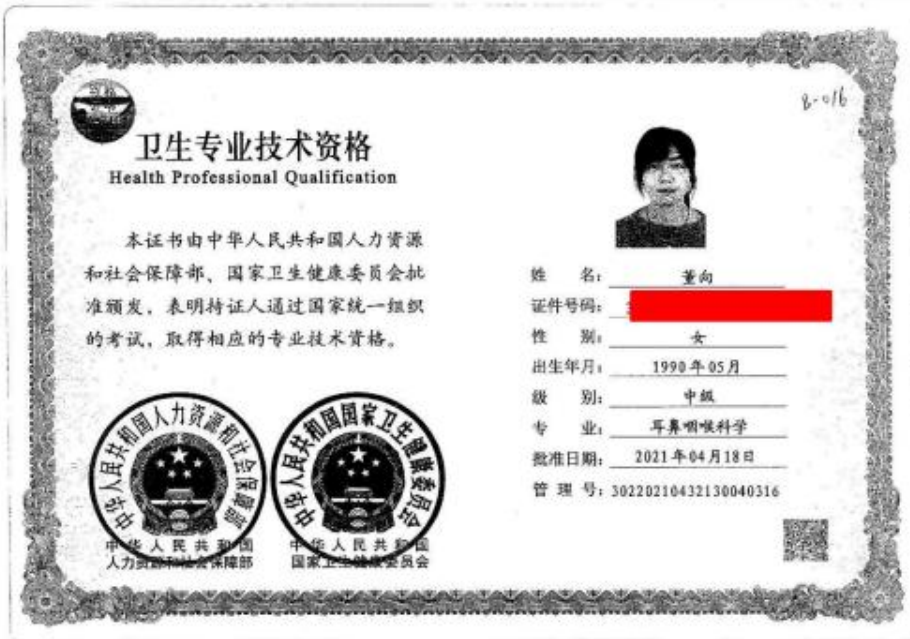 8-016
卫生专业技术资格
Health Professional Qualification
本证书由中华人民共和国人力资源
和社会保障部、国家卫生健康委员会批
准颁发，表明持证人通过国家统一组织
的考试，取得相应的专业技术资格。
中华人民共和国人力资源和社会保障部
中华人民共和国
人力资源和社会保障部
中华人民共和国国家卫生健康委员会
中华人民共和国
国家卫生健康委员会
姓 名： 董向
证件号码：
性 别： 女
出生年月： 1990年05月
级 别： 中级
专 业： 耳鼻咽喉科学
批准日期： 2021年04月18日
管 理 号：30220210432130040316